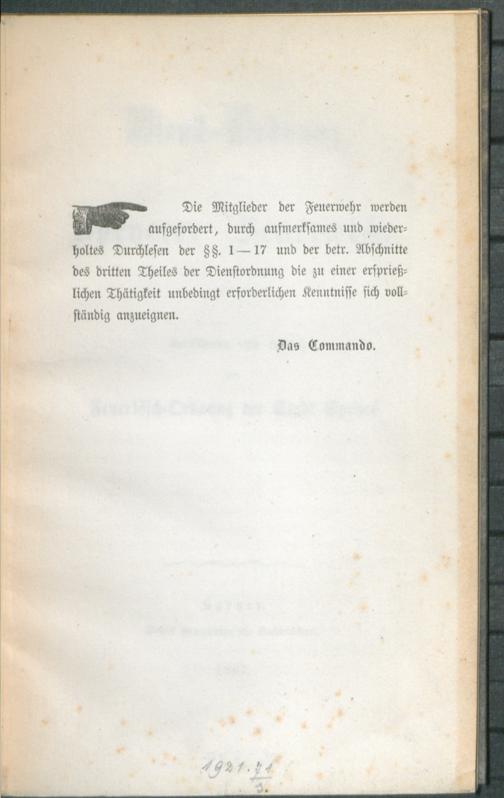 Die Mitglieder der Feuerwehr werden
aufgefordert, durch aufmerksames und wieder-
holtes Durchlesen der §§. 1—17 und der betr. Abschnitte
des dritten Theiles der Dienstordnung die zu einer ersprieß-
lichen Thätigkeit unbedingt erforderlichen Kenntnisse sich voll-
ständig anzueignen.
Das Commando.
1921.71
3.